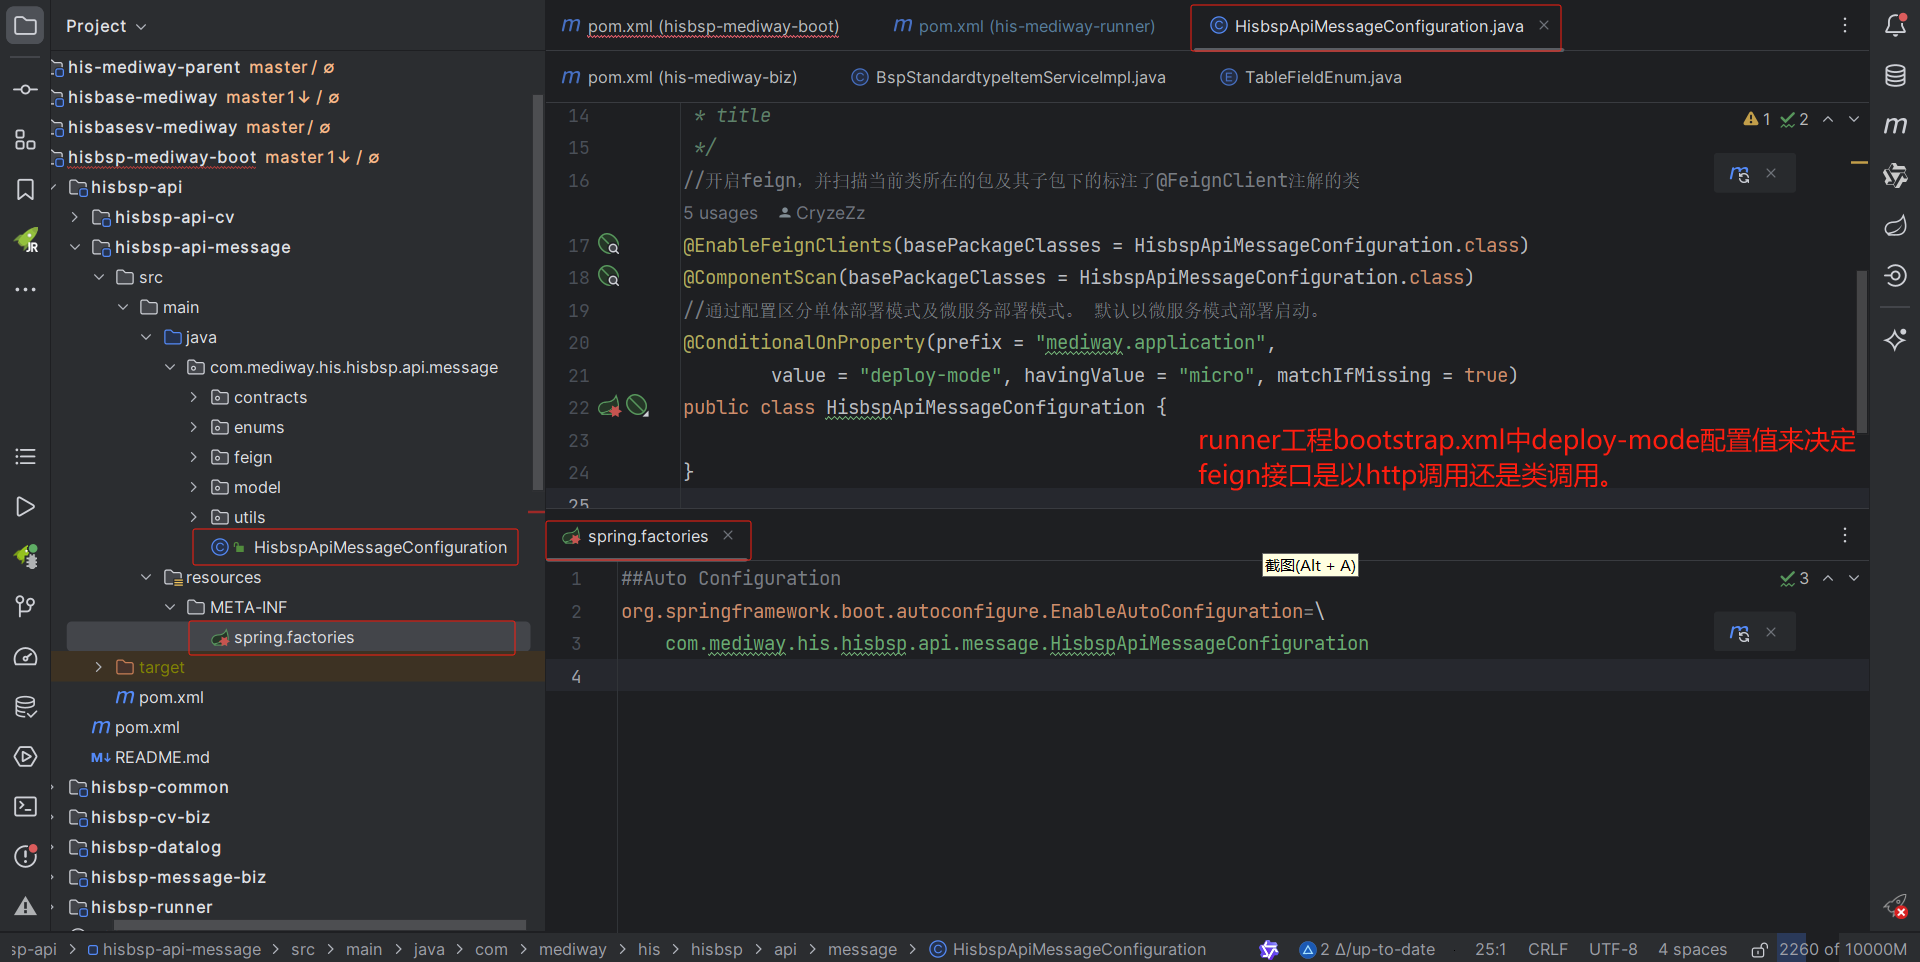 Project
pom.xml (hisbsp-mediway-boot)
pom.xml (his-mediway-runner)
HisbspApiMessageConfiguration.java
pom.xml (his-mediway-biz)
BspStandardtypeItemServiceImpl.java
TableFieldEnum.java
his-mediway-parent master / ∅
hisbase-mediway master 1↓ / ∅
hisbasesv-mediway master / ∅
hisbsp-mediway-boot master 1↓ / ∅
hisbsp-api
hisbsp-api-cv
hisbsp-api-message
src
main
java
com.mediway.his.hisbsp.api.message
contracts
enums
feign
model
utils
HisbspApiMessageConfiguration
resources
META-INF
spring.factories
target
pom.xml
pom.xml
README.md
hisbsp-common
hisbsp-cv-biz
hisbsp-datalog
hisbsp-message-biz
hisbsp-runner
1 2
14 * title
15 */
16 //开启feign，并扫描当前类所在的包及其子包下的标注了@FeignClient注解的类
5 usages CryzeZz
17 @EnableFeignClients(basePackageClasses = HisbspApiMessageConfiguration.class)
18 @ComponentScan(basePackageClasses = HisbspApiMessageConfiguration.class)
19 //通过配置区分单体部署模式及微服务部署模式。 默认以微服务模式部署启动。
20 @ConditionalOnProperty(prefix = "mediway.application",
21 value = "deploy-mode", havingValue = "micro", matchIfMissing = true)
22 public class HisbspApiMessageConfiguration {
23
24 }
25
runner工程bootstrap.xml中deploy-mode配置值来决定
feign接口是以http调用还是类调用。
spring.factories
截图(Alt + A)
3
1 ##Auto Configuration
2 org.springframework.boot.autoconfigure.EnableAutoConfiguration=\
3 com.mediway.his.hisbsp.api.message.HisbspApiMessageConfiguration
4
sp-api > hisbsp-api-message > src > main > java > com > mediway > his > hisbsp > api > message > HisbspApiMessageConfiguration
2 Δ/up-to-date
25:1
CRLF
UTF-8
4 spaces
2260 of 10000M